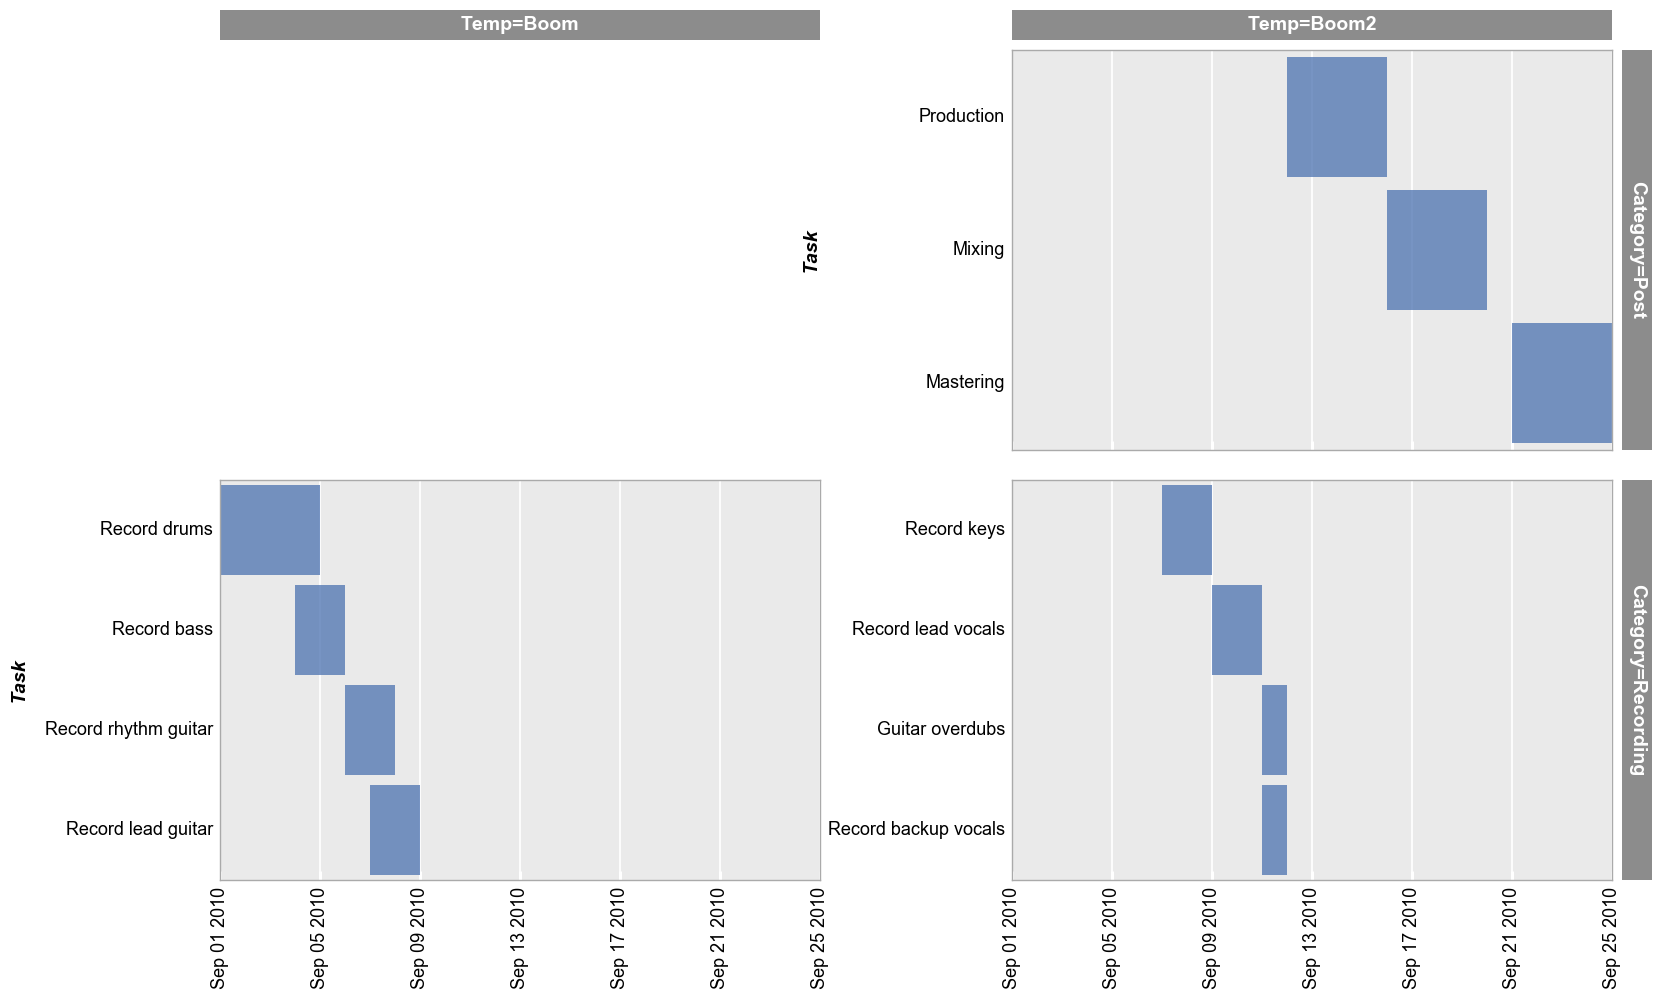 Temp=Boom
Temp=Boom2
Production
Mixing
Mastering
Task
Category=Post
Record drums
Record bass
Record rhythm guitar
Record lead guitar
Task
Record keys
Record lead vocals
Guitar overdubs
Record backup vocals
Category=Recording
Sep 01 2010
Sep 05 2010
Sep 09 2010
Sep 13 2010
Sep 17 2010
Sep 21 2010
Sep 25 2010
Sep 01 2010
Sep 05 2010
Sep 09 2010
Sep 13 2010
Sep 17 2010
Sep 21 2010
Sep 25 2010